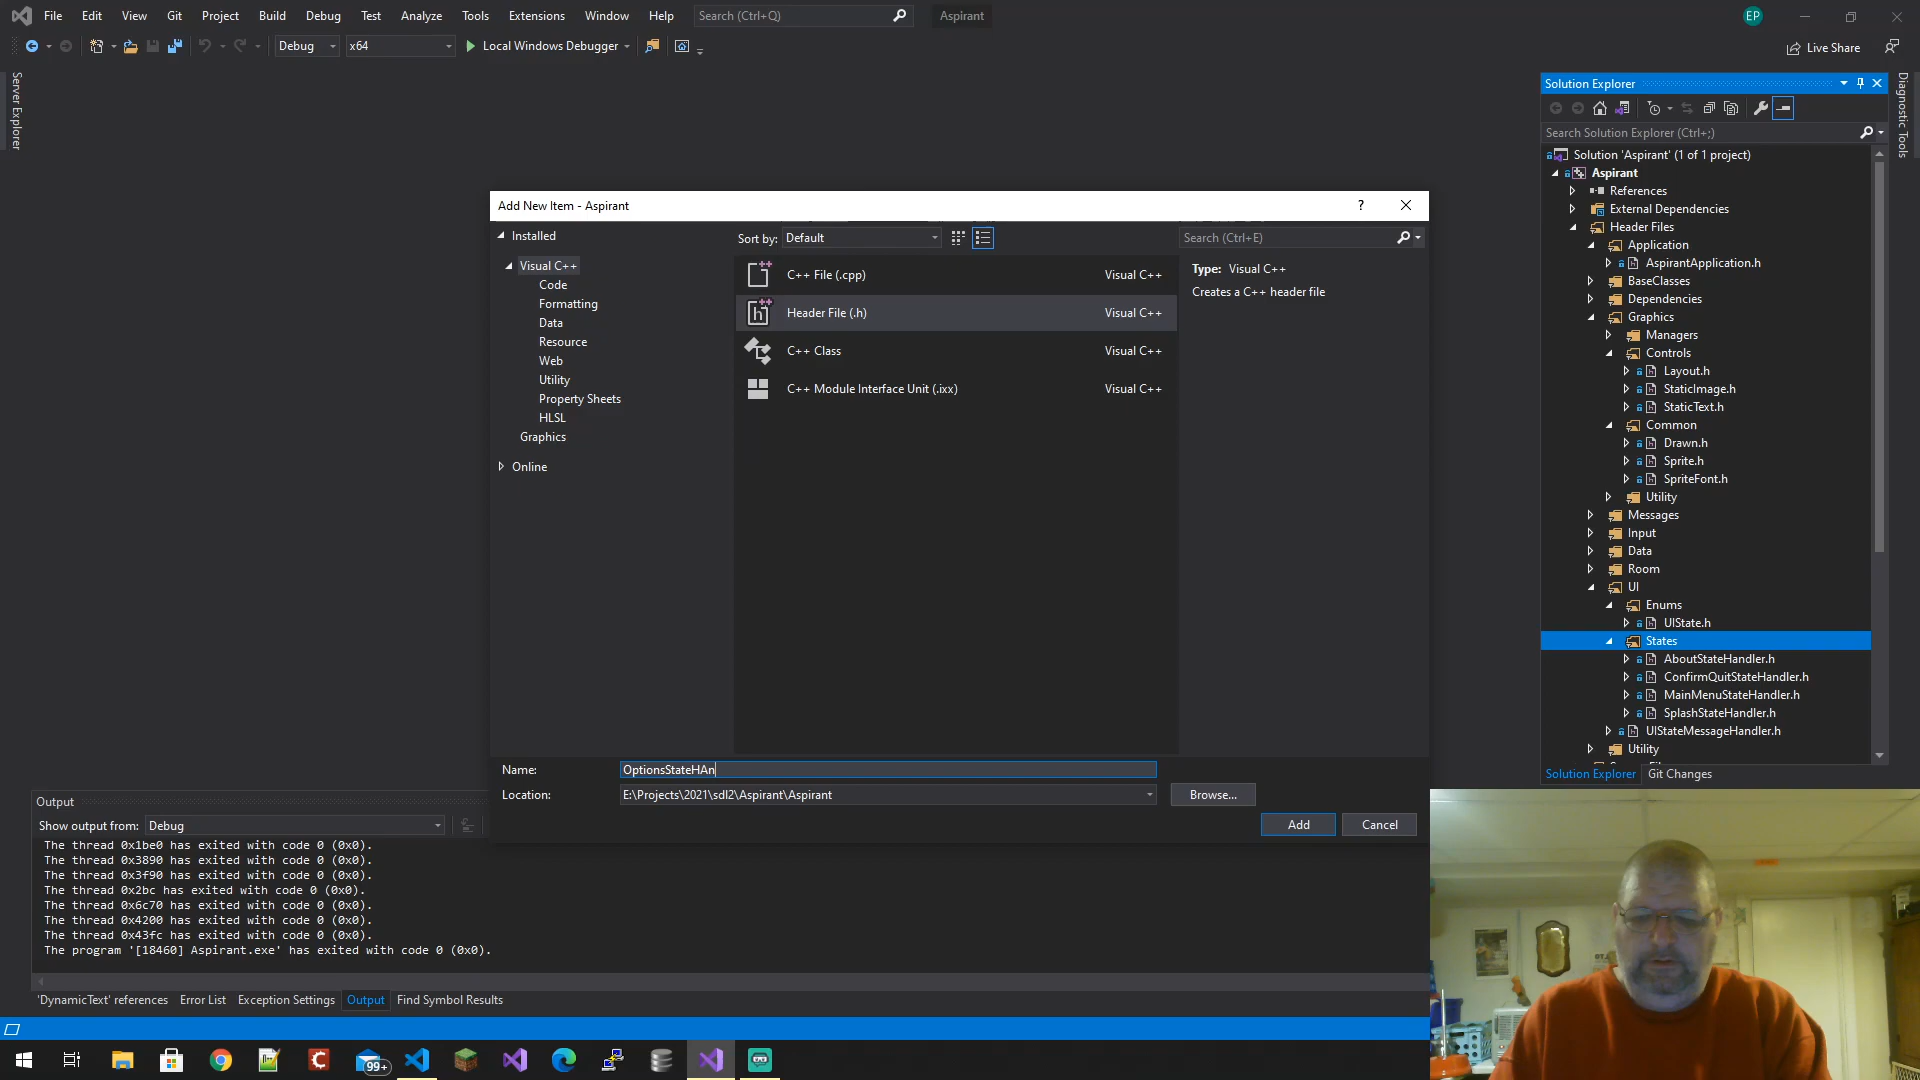 File Edit View Git Project Build Debug Test Analyze Tools Extensions Window Help Search (Ctrl+Q) Aspirant EP
Debug x64 Local Windows Debugger Live Share
Server Explorer
Diagnostic Tools
Solution Explorer
Search Solution Explorer (Ctrl+;)
Solution 'Aspirant' (1 of 1 project)
Aspirant
References
External Dependencies
Header Files
Application
AspirantApplication.h
BaseClasses
Dependencies
Graphics
Managers
Controls
Layout.h
StaticImage.h
StaticText.h
Common
Drawn.h
Sprite.h
SpriteFont.h
Utility
Messages
Input
Data
Room
UI
Enums
UIState.h
States
AboutStateHandler.h
ConfirmQuitStateHandler.h
MainMenuStateHandler.h
SplashStateHandler.h
UIStateMessageHandler.h
Utility
Solution Explorer Git Changes
Add New Item - Aspirant ?
Installed
Visual C++
Code
Formatting
Data
Resource
Web
Utility
Property Sheets
HLSL
Graphics
Online
Sort by: Default
Search (Ctrl+E)
C++ File (.cpp) Visual C++
Header File (.h) Visual C++
C++ Class Visual C++
C++ Module Interface Unit (.ixx) Visual C++
Type: Visual C++
Creates a C++ header file
Name: OptionsStateHAn
Location: E:\Projects\2021\sdl2\Aspirant\Aspirant Browse...
Add Cancel
Output
Show output from: Debug
The thread 0x1be0 has exited with code 0 (0x0).
The thread 0x3890 has exited with code 0 (0x0).
The thread 0x3f90 has exited with code 0 (0x0).
The thread 0x2bc has exited with code 0 (0x0).
The thread 0x6c70 has exited with code 0 (0x0).
The thread 0x4200 has exited with code 0 (0x0).
The thread 0x43fc has exited with code 0 (0x0).
The program '[18460] Aspirant.exe' has exited with code 0 (0x0).
'DynamicText' references Error List Exception Settings Output Find Symbol Results
99+